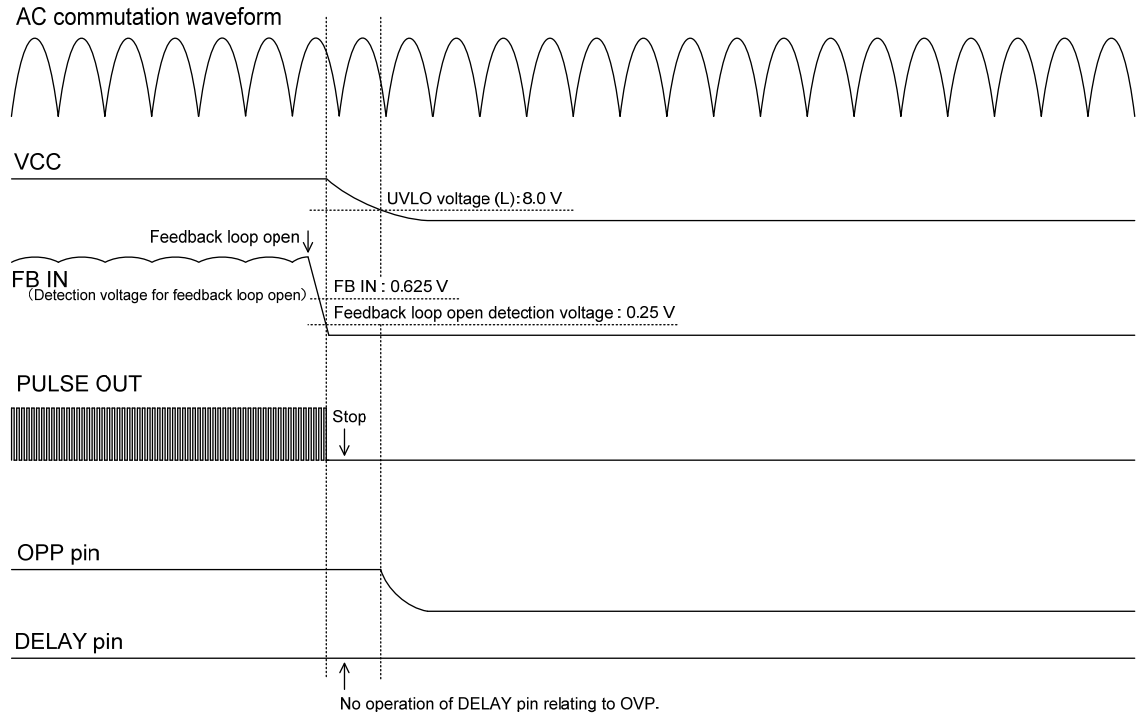 AC commutation waveform
VCC
UVLO voltage (L): 8.0 V
Feedback loop open
FB IN
(Detection voltage for feedback loop open)
FB IN : 0.625 V
Feedback loop open detection voltage : 0.25 V
PULSE OUT
Stop
OPP pin
DELAY pin
No operation of DELAY pin relating to OVP.